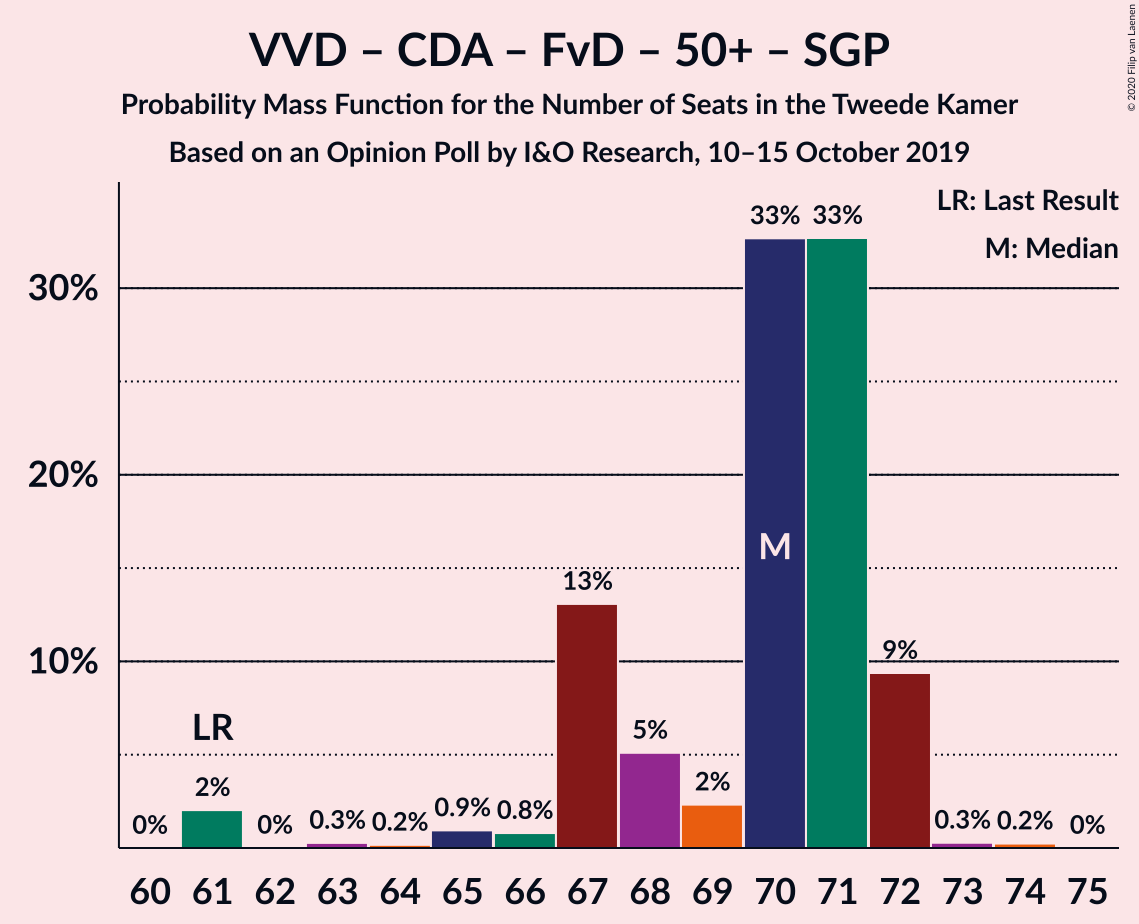 VVD – CDA – FvD – 50+ – SGP
Probability Mass Function for the Number of Seats in the Tweede Kamer
Based on an Opinion Poll by I&O Research, 10–15 October 2019
© 2020 Filip van Laenen
LR: Last Result
M: Median
30%
20%
10%
0%
LR
2%
0%
0.3%
0.2%
0.9%
0.8%
13%
5%
2%
33%
M
33%
9%
0.3%
0.2%
0%
60 61 62 63 64 65 66 67 68 69 70 71 72 73 74 75